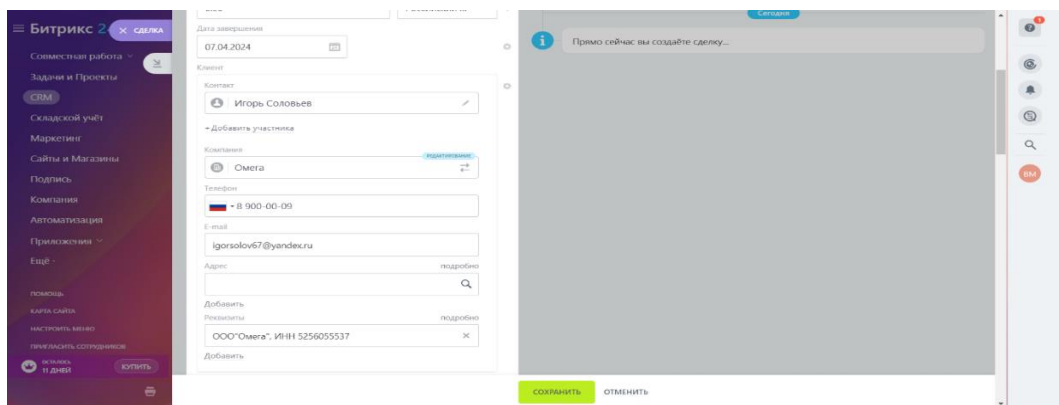 Сегодня
Битрикс 2
СДЕЛКА
Дата завершения
07.04.2024
Прямо сейчас вы создаёте сделку...
Клиент
Совместная работа
Задачи и Проекты
CRM
Складской учёт
Маркетинг
Сайты и Магазины
Подпись
Компания
Автоматизация
Приложения
Ещё
ПОМОЩЬ
КАРТА САЙТА
НАСТРОИТЬ МЕНЮ
ПРИГЛАСИТЬ СОТРУДНИКОВ
ОСТАЛОСЬ
11 ДНЕЙ
КУПИТЬ
Контакт
Игорь Соловьев
+ Добавить участника
Компания
РЕДАКТИРОВАНИЕ
Омега
Телефон
8 900-00-09
E-mail
igorsolov67@yandex.ru
Адрес подробно
Добавить
Реквизиты подробно
ООО"Омега", ИНН 5256055537
Добавить
СОХРАНИТЬ ОТМЕНИТЬ
1
ВМ